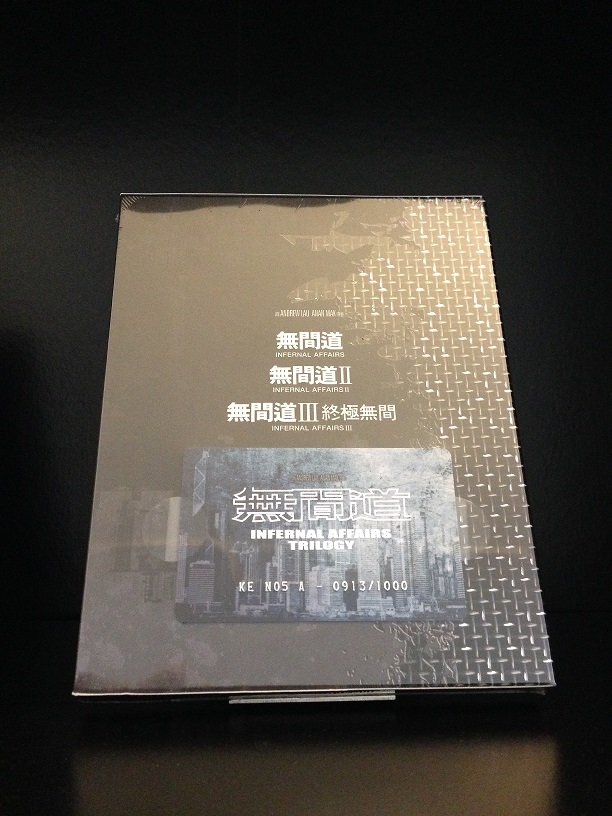 ANDREW LAU ALAN MAK
無間道
INFERNAL AFFAIRS
無間道II
INFERNAL AFFAIRS II
無間道III 終極無間
INFERNAL AFFAIRS III
無間道
INFERNAL AFFAIRS
TRILOGY
KE NO5 A - 0913/1000